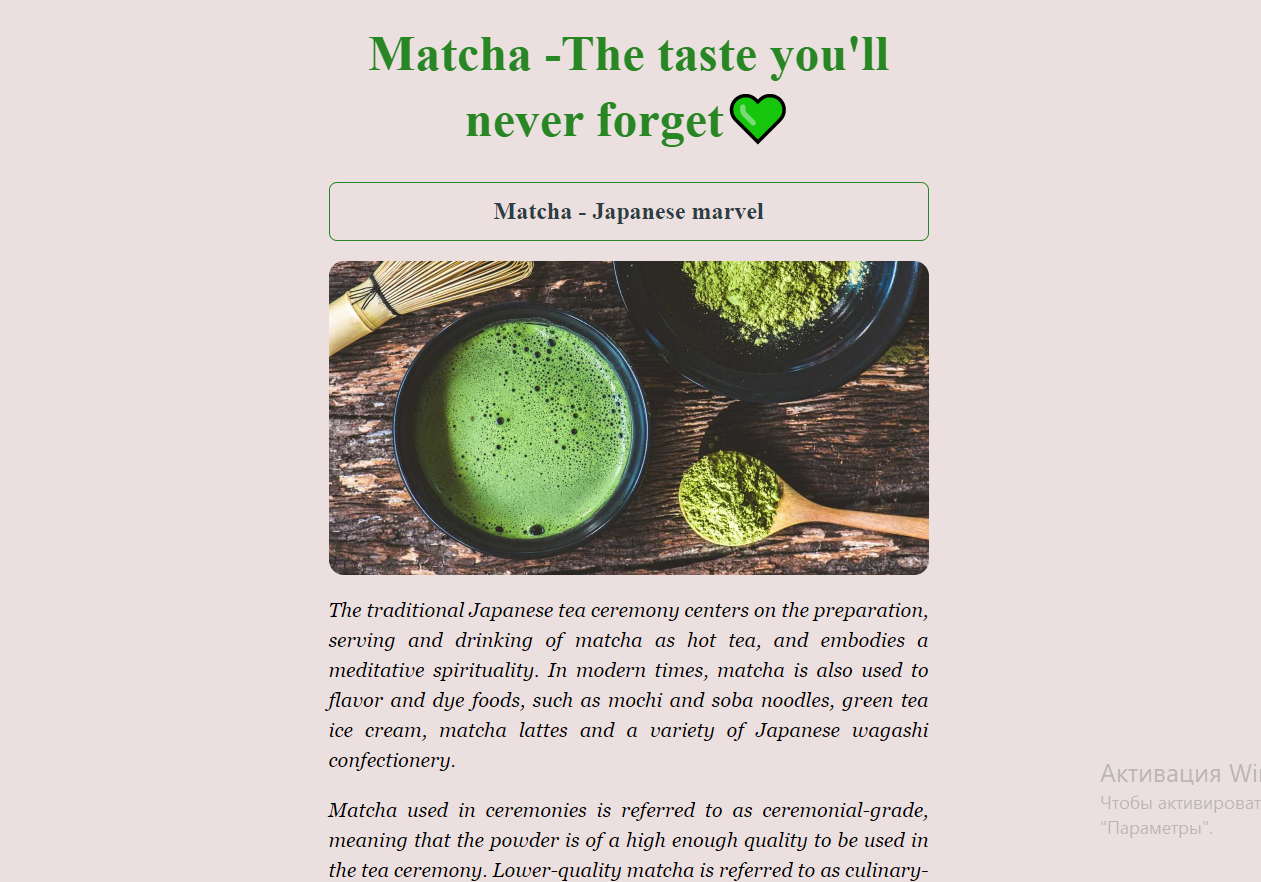 Matcha -The taste you'll
never forget💚
Matcha - Japanese marvel
The traditional Japanese tea ceremony centers on the preparation,
serving and drinking of matcha as hot tea, and embodies a
meditative spirituality. In modern times, matcha is also used to
flavor and dye foods, such as mochi and soba noodles, green tea
ice cream, matcha lattes and a variety of Japanese wagashi
confectionery.
Matcha used in ceremonies is referred to as ceremonial-grade,
meaning that the powder is of a high enough quality to be used in
the tea ceremony. Lower-quality matcha is referred to as culinary-
Активация Wi
Чтобы активироват
"Параметры".